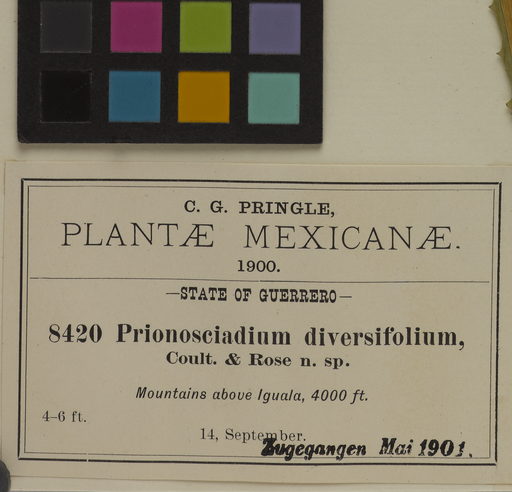 C. G. PRINGLE,
PLANTÆ MEXICANÆ.
1900.
—STATE OF GUERRERO—
8420 Prionosciadium diversifolium,
Coult. & Rose n. sp.
Mountains above Iguala, 4000 ft.
4–6 ft.
14, September.
Zugegangen Mai 1901.